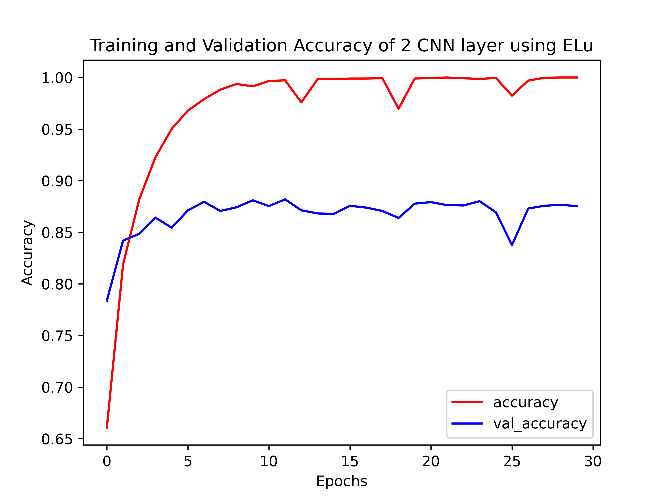 Training and Validation Accuracy of 2 CNN layer using ELu
1.00
0.95
0.90
0.85
0.80
0.75
0.70
0.65
Accuracy
accuracy
val_accuracy
0 5 10 15 20 25 30
Epochs